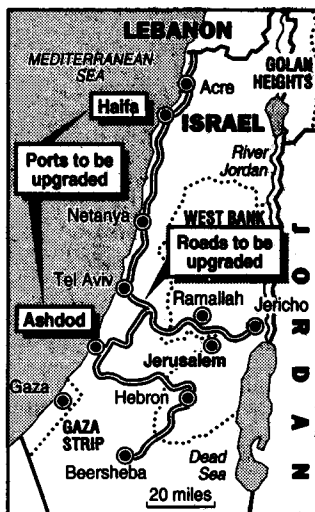 LEBANON
MEDITERRANEAN
SEA
GOLAN
HEIGHTS
Acre
Haifa
ISRAEL
River
Jordan
Ports to be
upgraded
Netanya
WEST BANK
Roads to be
upgraded
Tel Aviv
Ramallah
Jericho
Ashdod
Jerusalem
Gaza
Hebron
GAZA
STRIP
Beersheba
Dead
Sea
20 miles
JORDAN